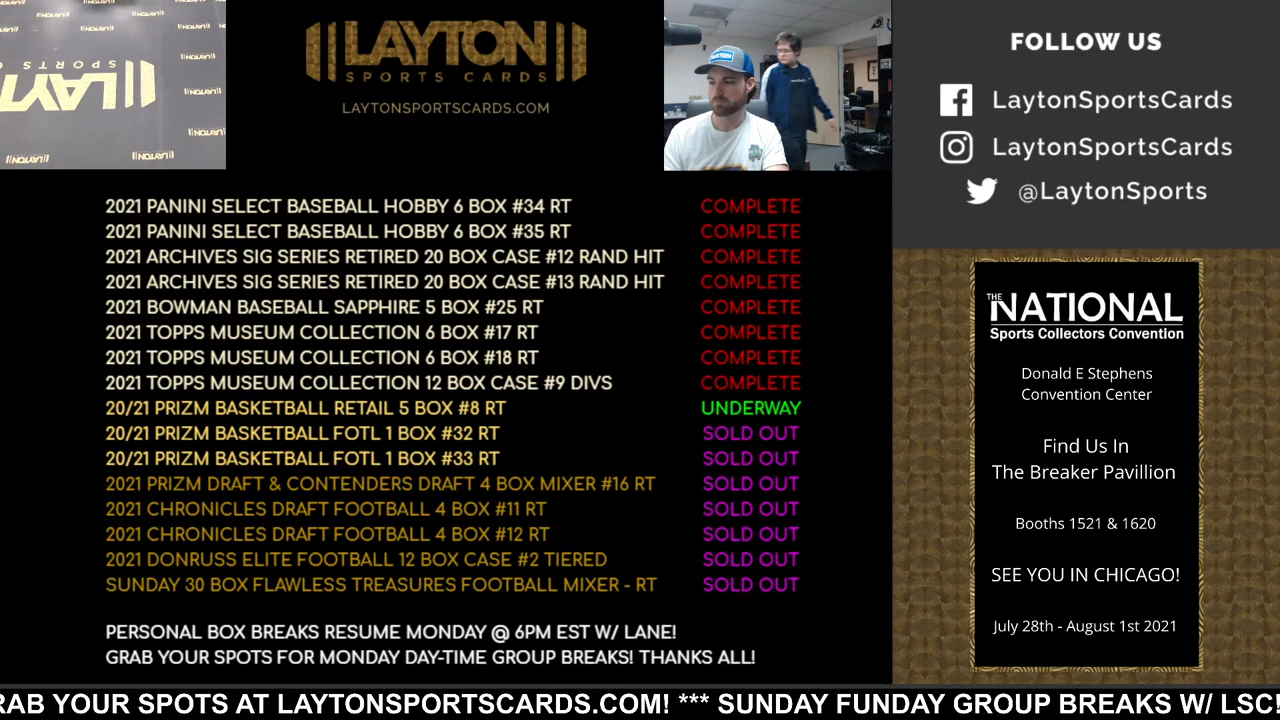 LAYTON
SPORTS CARDS
LAYTONSPORTSCARDS.COM
2021 PANINI SELECT BASEBALL HOBBY 6 BOX #34 RT COMPLETE
2021 PANINI SELECT BASEBALL HOBBY 6 BOX #35 RT COMPLETE
2021 ARCHIVES SIG SERIES RETIRED 20 BOX CASE #12 RAND HIT COMPLETE
2021 ARCHIVES SIG SERIES RETIRED 20 BOX CASE #13 RAND HIT COMPLETE
2021 BOWMAN BASEBALL SAPPHIRE 5 BOX #25 RT COMPLETE
2021 TOPPS MUSEUM COLLECTION 6 BOX #17 RT COMPLETE
2021 TOPPS MUSEUM COLLECTION 6 BOX #18 RT COMPLETE
2021 TOPPS MUSEUM COLLECTION 12 BOX CASE #9 DIVS COMPLETE
20/21 PRIZM BASKETBALL RETAIL 5 BOX #8 RT UNDERWAY
20/21 PRIZM BASKETBALL FOTL 1 BOX #32 RT SOLD OUT
20/21 PRIZM BASKETBALL FOTL 1 BOX #33 RT SOLD OUT
2021 PRIZM DRAFT & CONTENDERS DRAFT 4 BOX MIXER #16 RT SOLD OUT
2021 CHRONICLES DRAFT FOOTBALL 4 BOX #11 RT SOLD OUT
2021 CHRONICLES DRAFT FOOTBALL 4 BOX #12 RT SOLD OUT
2021 DONRUSS ELITE FOOTBALL 12 BOX CASE #2 TIERED SOLD OUT
SUNDAY 30 BOX FLAWLESS TREASURES FOOTBALL MIXER - RT SOLD OUT
PERSONAL BOX BREAKS RESUME MONDAY @ 6PM EST W/ LANE!
GRAB YOUR SPOTS FOR MONDAY DAY-TIME GROUP BREAKS! THANKS ALL!
FOLLOW US
LaytonSportsCards
LaytonSportsCards
@LaytonSports
THE NATIONAL
Sports Collectors Convention
Donald E Stephens
Convention Center
Find Us In
The Breaker Pavillion
Booths 1521 & 1620
SEE YOU IN CHICAGO!
July 28th - August 1st 2021
GRAB YOUR SPOTS AT LAYTONSPORTSCARDS.COM! *** SUNDAY FUNDAY GROUP BREAKS W/ LSC!